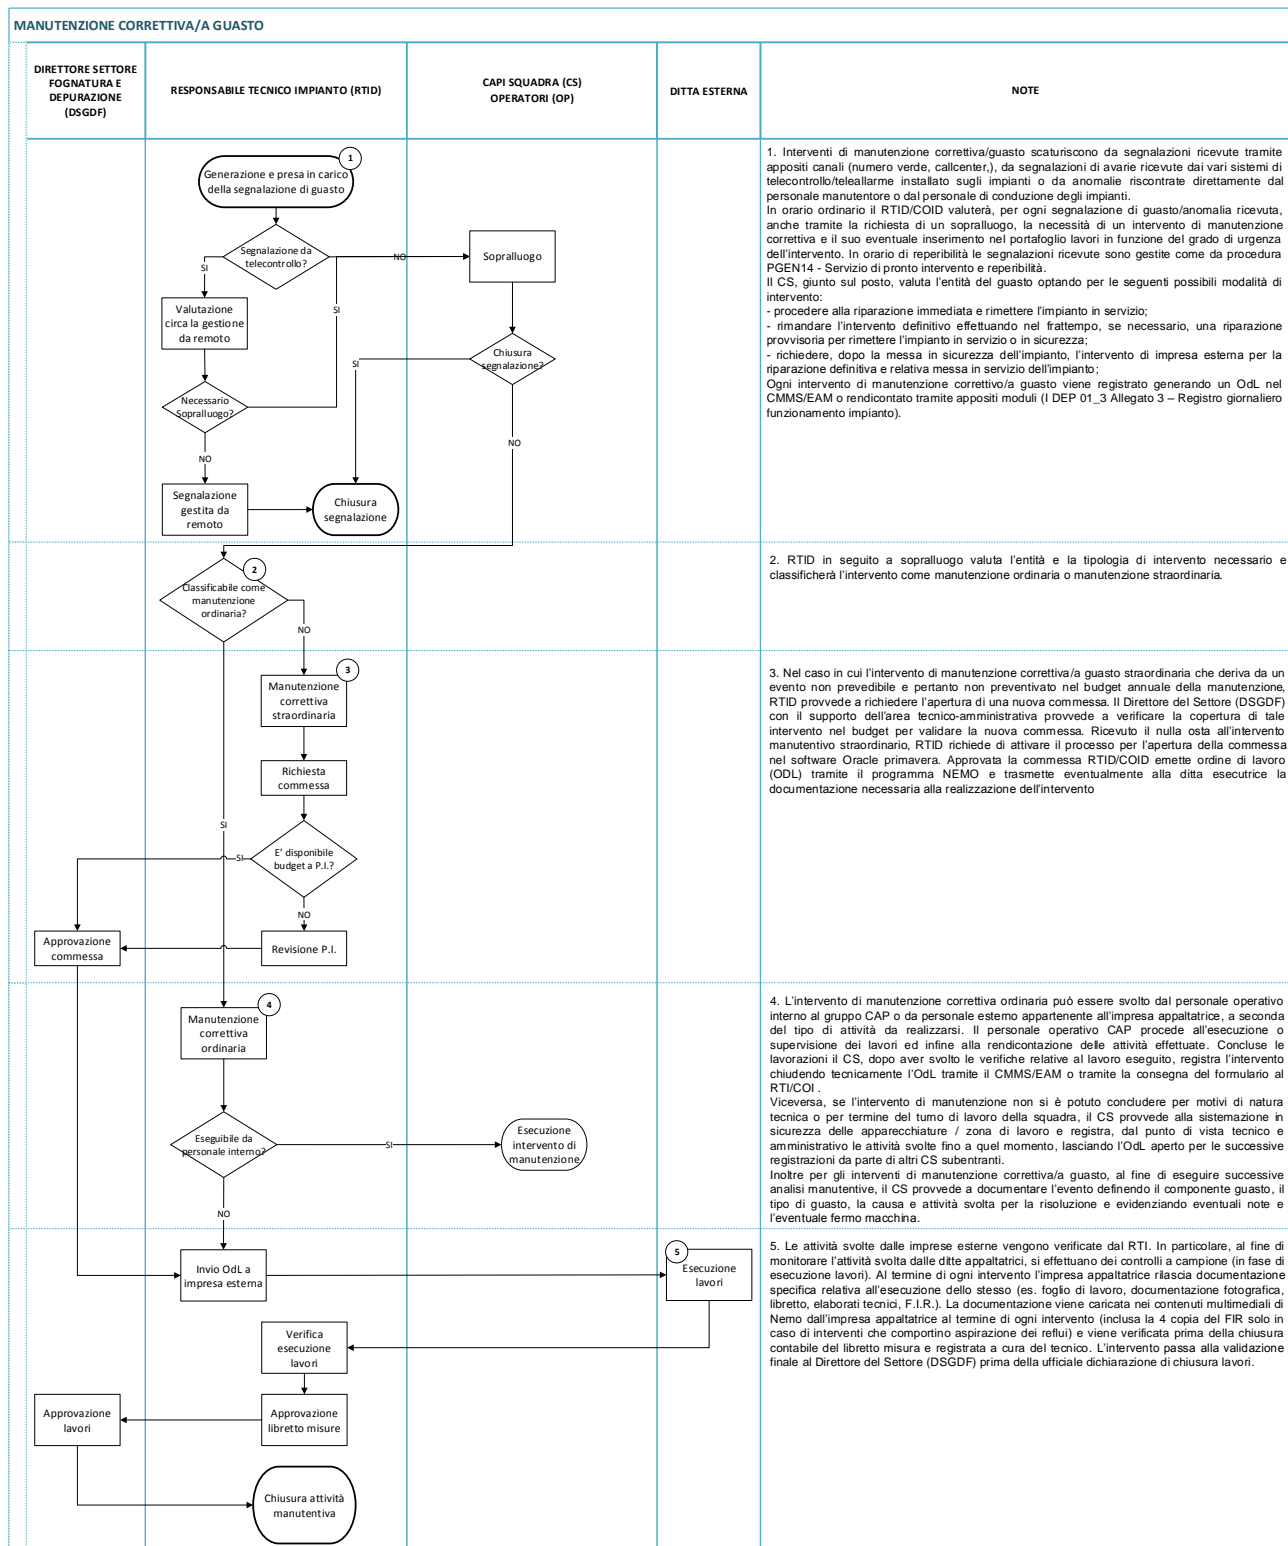 MANUTENZIONE CORRETTIVA/A GUASTO
DIRETTORE SETTORE
FOGNATURA E
DEPURAZIONE
(DSGDF)
RESPONSABILE TECNICO IMPIANTO (RTID)
CAPI SQUADRA (CS)
OPERATORI (OP)
DITTA ESTERNA
NOTE
1
Generazione e presa in carico
della segnalazione di guasto
Segnalazione da
telecontrollo?
NO
Sopralluogo
SI
Valutazione
circa la gestione
da remoto
SI
Chiusura
segnalazione?
SI
Necessario
Sopralluogo?
NO
NO
Segnalazione
gestita da
remoto
Chiusura
segnalazione
1. Interventi di manutenzione correttiva/guasto scaturiscono da segnalazioni ricevute tramite
appositi canali (numero verde, callcenter,), da segnalazioni di avarie ricevute dai vari sistemi di
telecontrollo/teleallarme installato sugli impianti o da anomalie riscontrate direttamente dal
personale manutentore o dal personale di conduzione degli impianti.
In orario ordinario il RTID/COID valuterà, per ogni segnalazione di guasto/anomalia ricevuta,
anche tramite la richiesta di un sopralluogo, la necessità di un intervento di manutenzione
correttiva e il suo eventuale inserimento nel portafoglio lavori in funzione del grado di urgenza
dell'intervento. In orario di reperibilità le segnalazioni ricevute sono gestite come da procedura
PGEN14 - Servizio di pronto intervento e reperibilità.
Il CS, giunto sul posto, valuta l'entità del guasto optando per le seguenti possibili modalità di
intervento:
- procedere alla riparazione immediata e rimettere l'impianto in servizio;
- rimandare l'intervento definitivo effettuando nel frattempo, se necessario, una riparazione
provvisoria per rimettere l'impianto in servizio o in sicurezza;
- richiedere, dopo la messa in sicurezza dell'impianto, l'intervento di impresa esterna per la
riparazione definitiva e relativa messa in servizio dell'impianto;
Ogni intervento di manutenzione correttivo/a guasto viene registrato generando un OdL nel
CMMS/EAM o rendicontato tramite appositi moduli (I DEP 01_3 Allegato 3 – Registro giornaliero
funzionamento impianto).
2
Classificabile come
manutenzione
ordinaria?
NO
2. RTID in seguito a sopralluogo valuta l'entità e la tipologia di intervento necessario e
classificherà l'intervento come manutenzione ordinaria o manutenzione straordinaria.
3
Manutenzione
correttiva
straordinaria
Richiesta
commessa
SI
E' disponibile
budget a P.I.?
SI
NO
Approvazione
commessa
Revisione P.I.
3. Nel caso in cui l'intervento di manutenzione correttiva/a guasto straordinaria che deriva da un
evento non prevedibile e pertanto non preventivato nel budget annuale della manutenzione,
RTID provvede a richiedere l'apertura di una nuova commessa. Il Direttore del Settore (DSGDF)
con il supporto dell'area tecnico-amministrativa provvede a verificare la copertura di tale
intervento nel budget per validare la nuova commessa. Ricevuto il nulla osta all'intervento
manutentivo straordinario, RTID richiede di attivare il processo per l'apertura della commessa
nel software Oracle primavera. Approvata la commessa RTID/COID emette ordine di lavoro
(ODL) tramite il programma NEMO e trasmette eventualmente alla ditta esecutrice la
documentazione necessaria alla realizzazione dell'intervento
4
Manutenzione
correttiva
ordinaria
Eseguibile da
personale interno?
SI
Esecuzione
intervento di
manutenzione
NO
4. L'intervento di manutenzione correttiva ordinaria può essere svolto dal personale operativo
interno al gruppo CAP o da personale esterno appartenente all'impresa appaltatrice, a seconda
del tipo di attività da realizzarsi. Il personale operativo CAP procede all'esecuzione o
supervisione dei lavori ed infine alla rendicontazione delle attività effettuate. Concluse le
lavorazioni il CS, dopo aver svolto le verifiche relative al lavoro eseguito, registra l'intervento
chiudendo tecnicamente l'OdL tramite il CMMS/EAM o tramite la consegna del formulario al
RTI/COI .
Viceversa, se l'intervento di manutenzione non si è potuto concludere per motivi di natura
tecnica o per termine del turno di lavoro della squadra, il CS provvede alla sistemazione in
sicurezza delle apparecchiature / zona di lavoro e registra, dal punto di vista tecnico e
amministrativo le attività svolte fino a quel momento, lasciando l'OdL aperto per le successive
registrazioni da parte di altri CS subentranti.
Inoltre per gli interventi di manutenzione correttiva/a guasto, al fine di eseguire successive
analisi manutentive, il CS provvede a documentare l'evento definendo il componente guasto, il
tipo di guasto, la causa e attività svolta per la risoluzione e evidenziando eventuali note e
l'eventuale fermo macchina.
Invio OdL a
impresa esterna
5
Esecuzione
lavori
Verifica
esecuzione
lavori
Approvazione
lavori
Approvazione
libretto misure
Chiusura attività
manutentiva
5. Le attività svolte dalle imprese esterne vengono verificate dal RTI. In particolare, al fine di
monitorare l'attività svolta dalle ditte appaltatrici, si effettuano dei controlli a campione (in fase di
esecuzione lavori). Al termine di ogni intervento l'impresa appaltatrice rilascia documentazione
specifica relativa all'esecuzione dello stesso (es. foglio di lavoro, documentazione fotografica,
libretto, elaborati tecnici, F.I.R.). La documentazione viene caricata nei contenuti multimediali di
Nemo dall'impresa appaltatrice al termine di ogni intervento (inclusa la 4 copia del FIR solo in
caso di interventi che comportino aspirazione dei reflui) e viene verificata prima della chiusura
contabile del libretto misura e registrata a cura del tecnico. L'intervento passa alla validazione
finale al Direttore del Settore (DSGDF) prima della ufficiale dichiarazione di chiusura lavori.